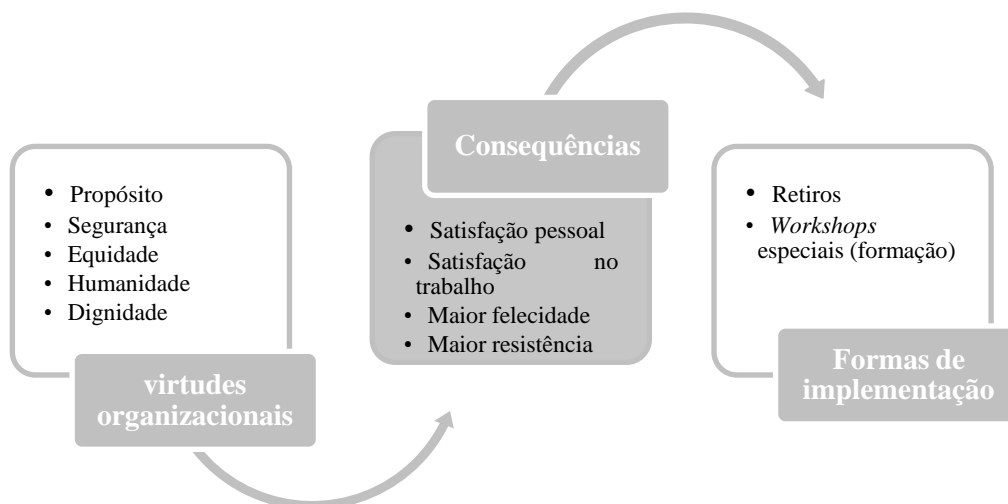 • Propósito
• Segurança
• Equidade
• Humanidade
• Dignidade
virtudes
organizacionais
Consequências
• Satisfação pessoal
• Satisfação no
trabalho
• Maior felecidade
• Maior resistência
• Retiros
• Workshops
especiais (formação)
Formas de
implementação